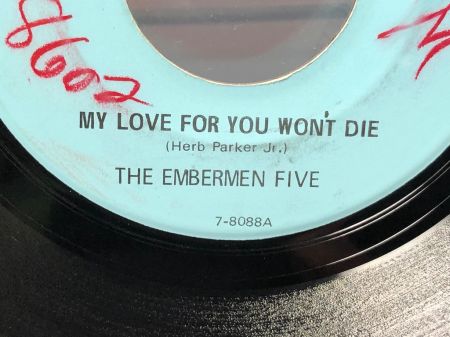 8602
MY LOVE FOR YOU WON'T DIE
(Herb Parker Jr.)
THE EMBERMEN FIVE
7-8088A